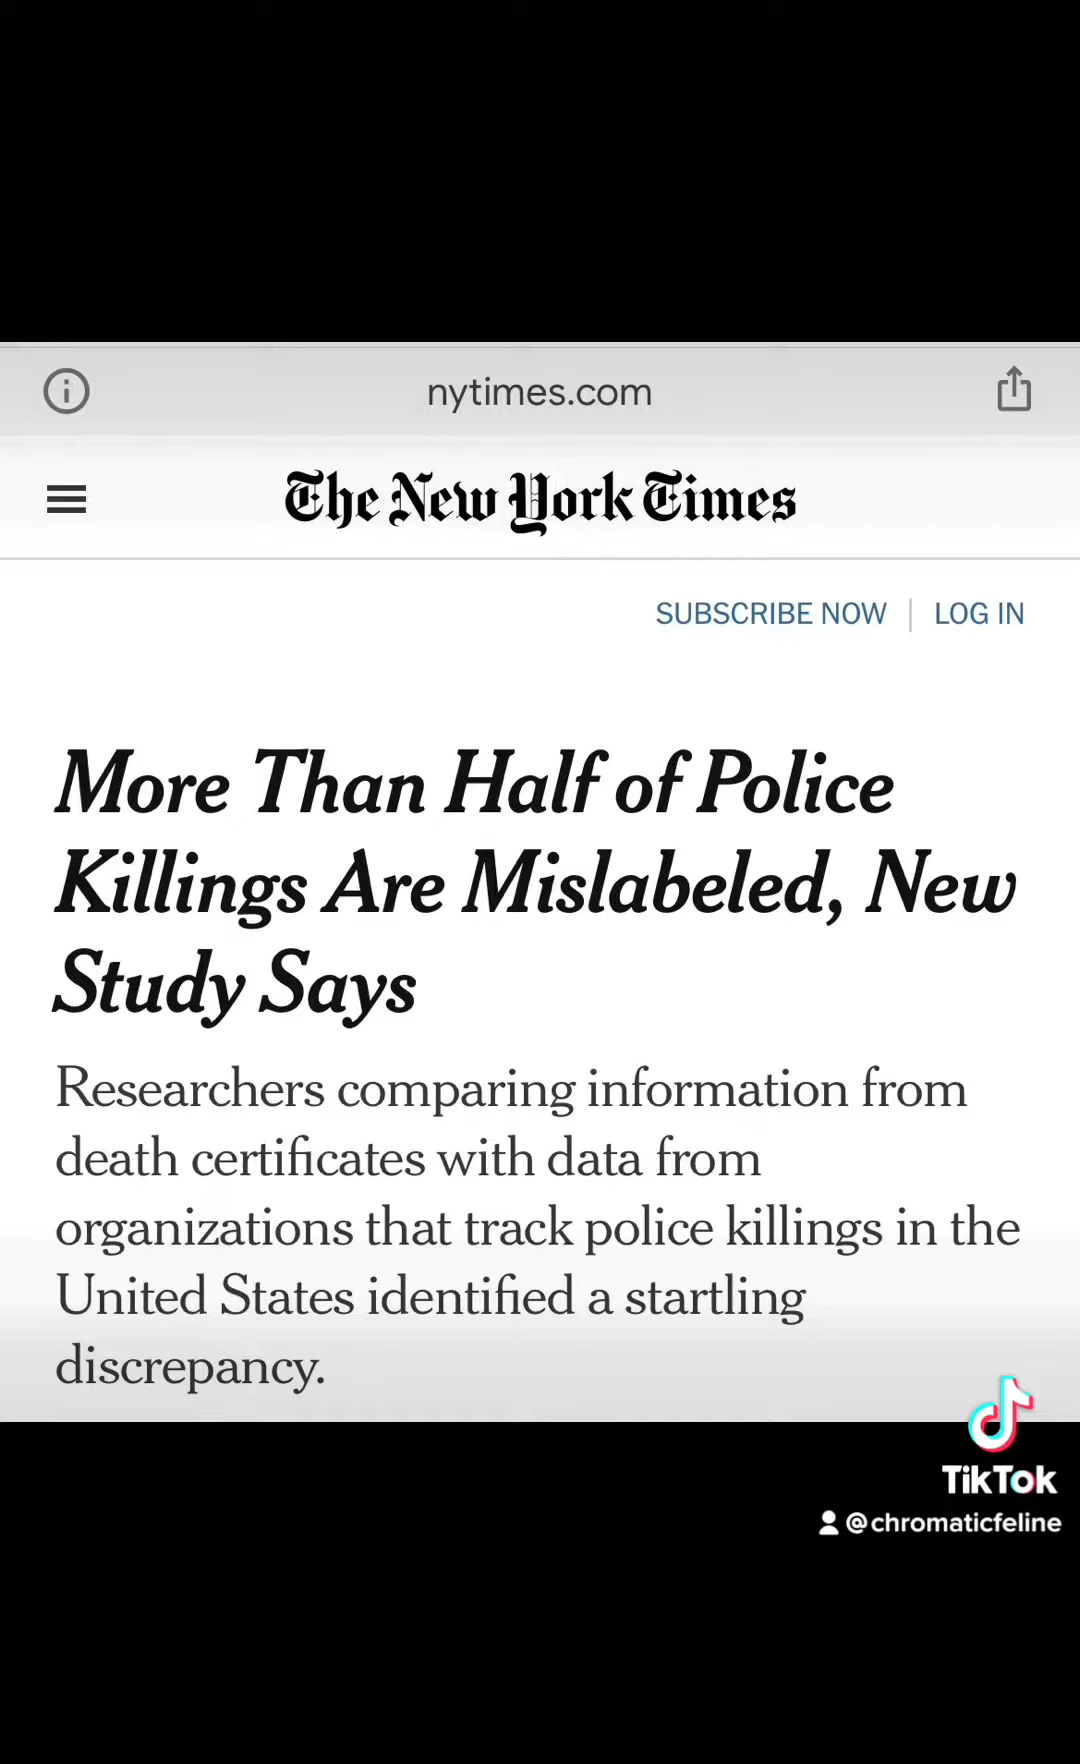 nytimes.com
The New York Times
SUBSCRIBE NOW | LOG IN
More Than Half of Police
Killings Are Mislabeled, New
Study Says
Researchers comparing information from
death certificates with data from
organizations that track police killings in the
United States identified a startling
discrepancy.
TikTok
@chromaticfeline